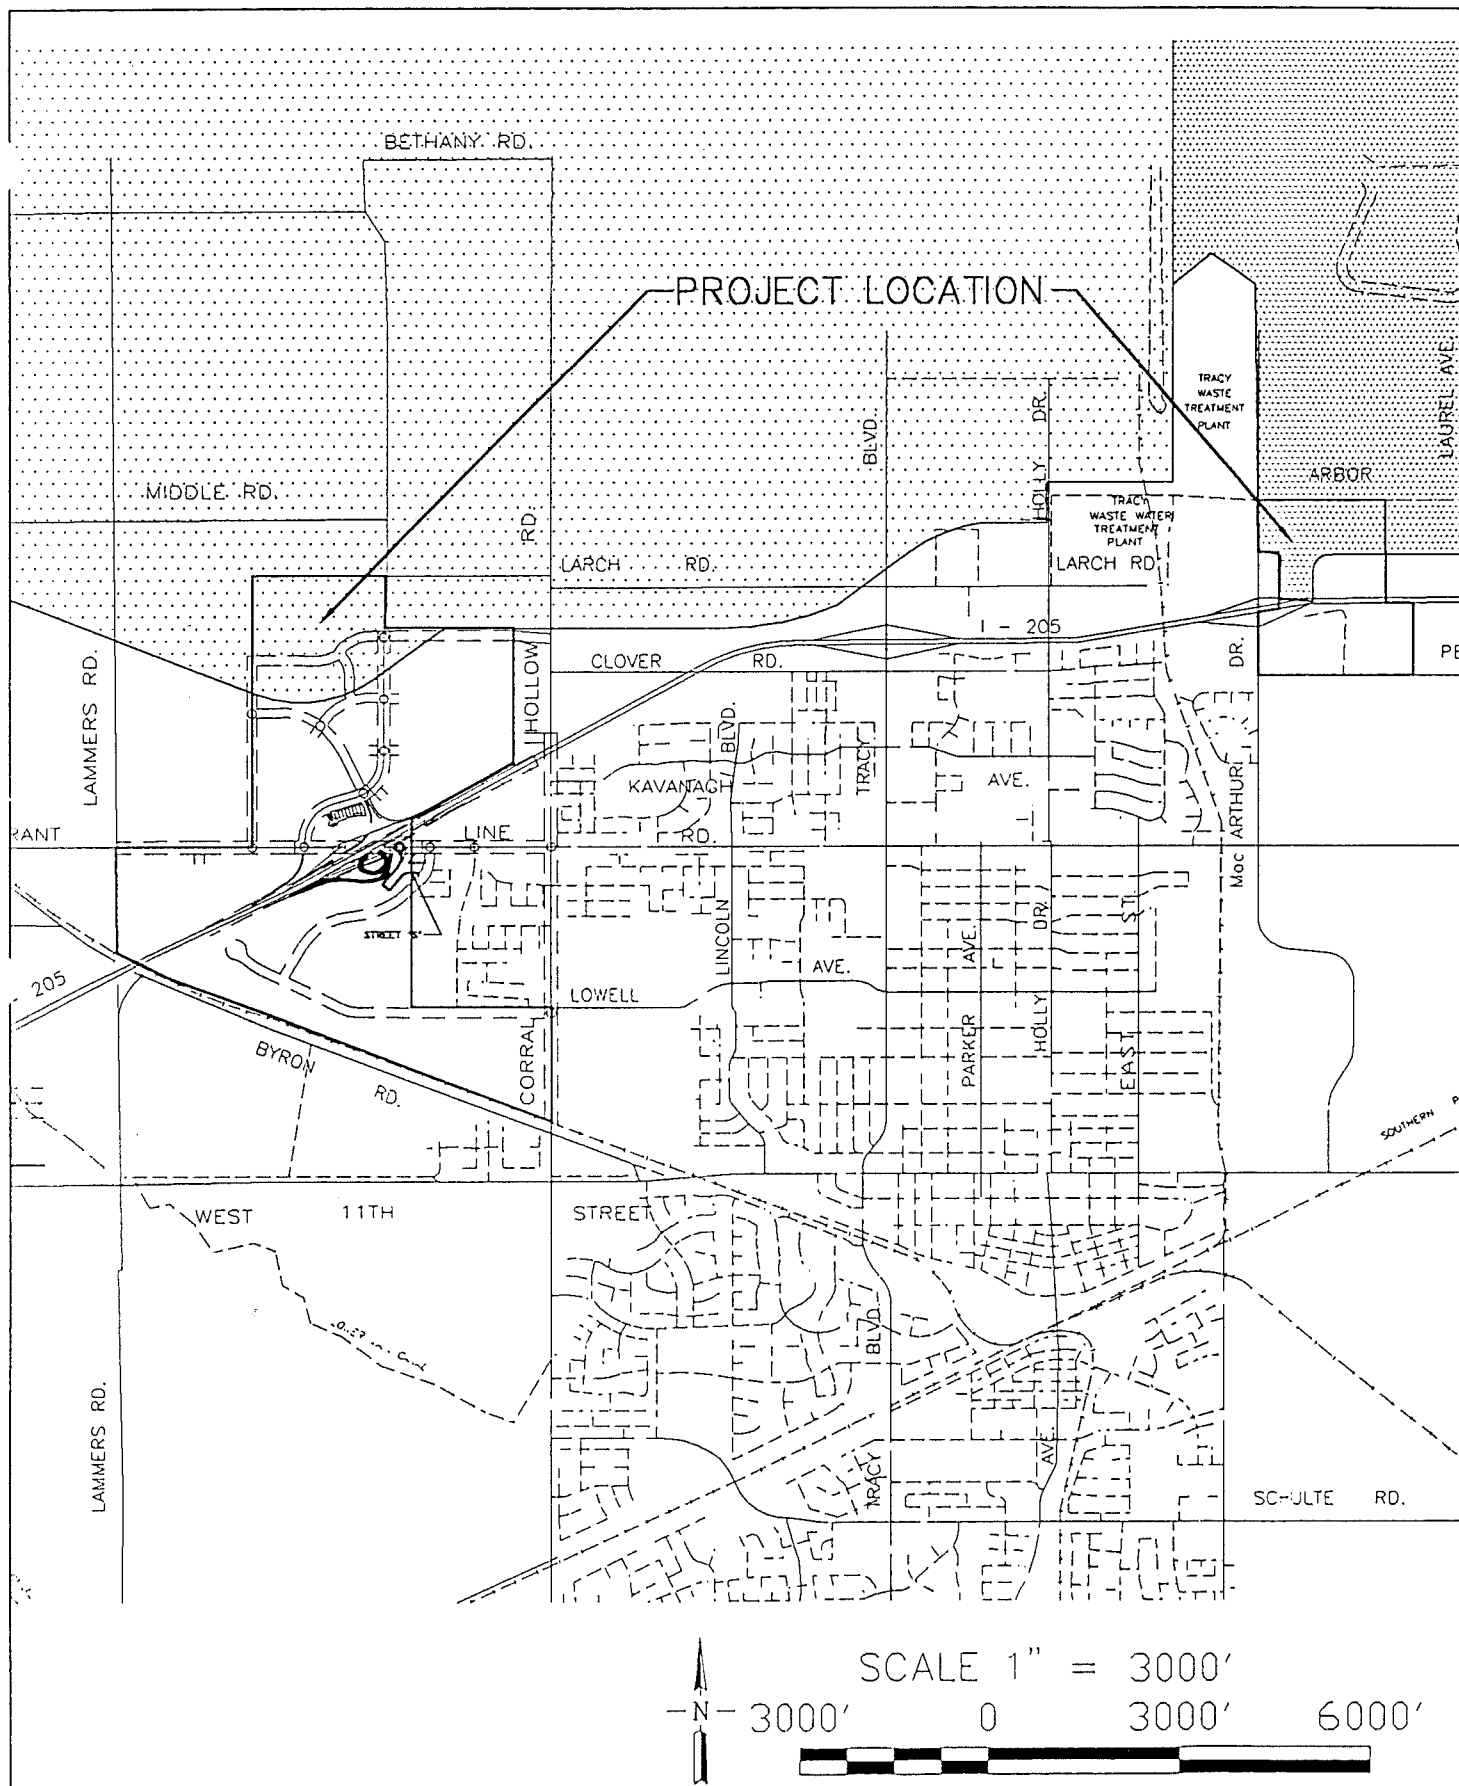 BETHANY RD.
PROJECT LOCATION
TRACY
WASTE
TREATMENT
PLANT
LAUREL AVE.
BLVD.
HOLLY DR.
ARBOR
MIDDLE RD.
RD
TRACY
WASTE WATER
TREATMENT
PLANT
LARCH RD.
LARCH RD
I - 205
CLOVER RD.
HOLLOW
LAMMERS RD.
DR.
PE
BLVD.
TRACY
KAVANAGH AVE.
Mac ARTHUR
RANT
LINE RD.
STREET "S"
LINCOLN
AVE.
DR.
ST.
205
LOWELL AVE.
PARKER
HOLLY
EAST
CORRAL
BYRON RD.
SOUTHERN P
WEST 11TH STREET
BLVD.
LAMMERS RD.
TRACY
AVE.
SCHULTE RD.
SCALE 1" = 3000'
N
3000' 0 3000' 6000'